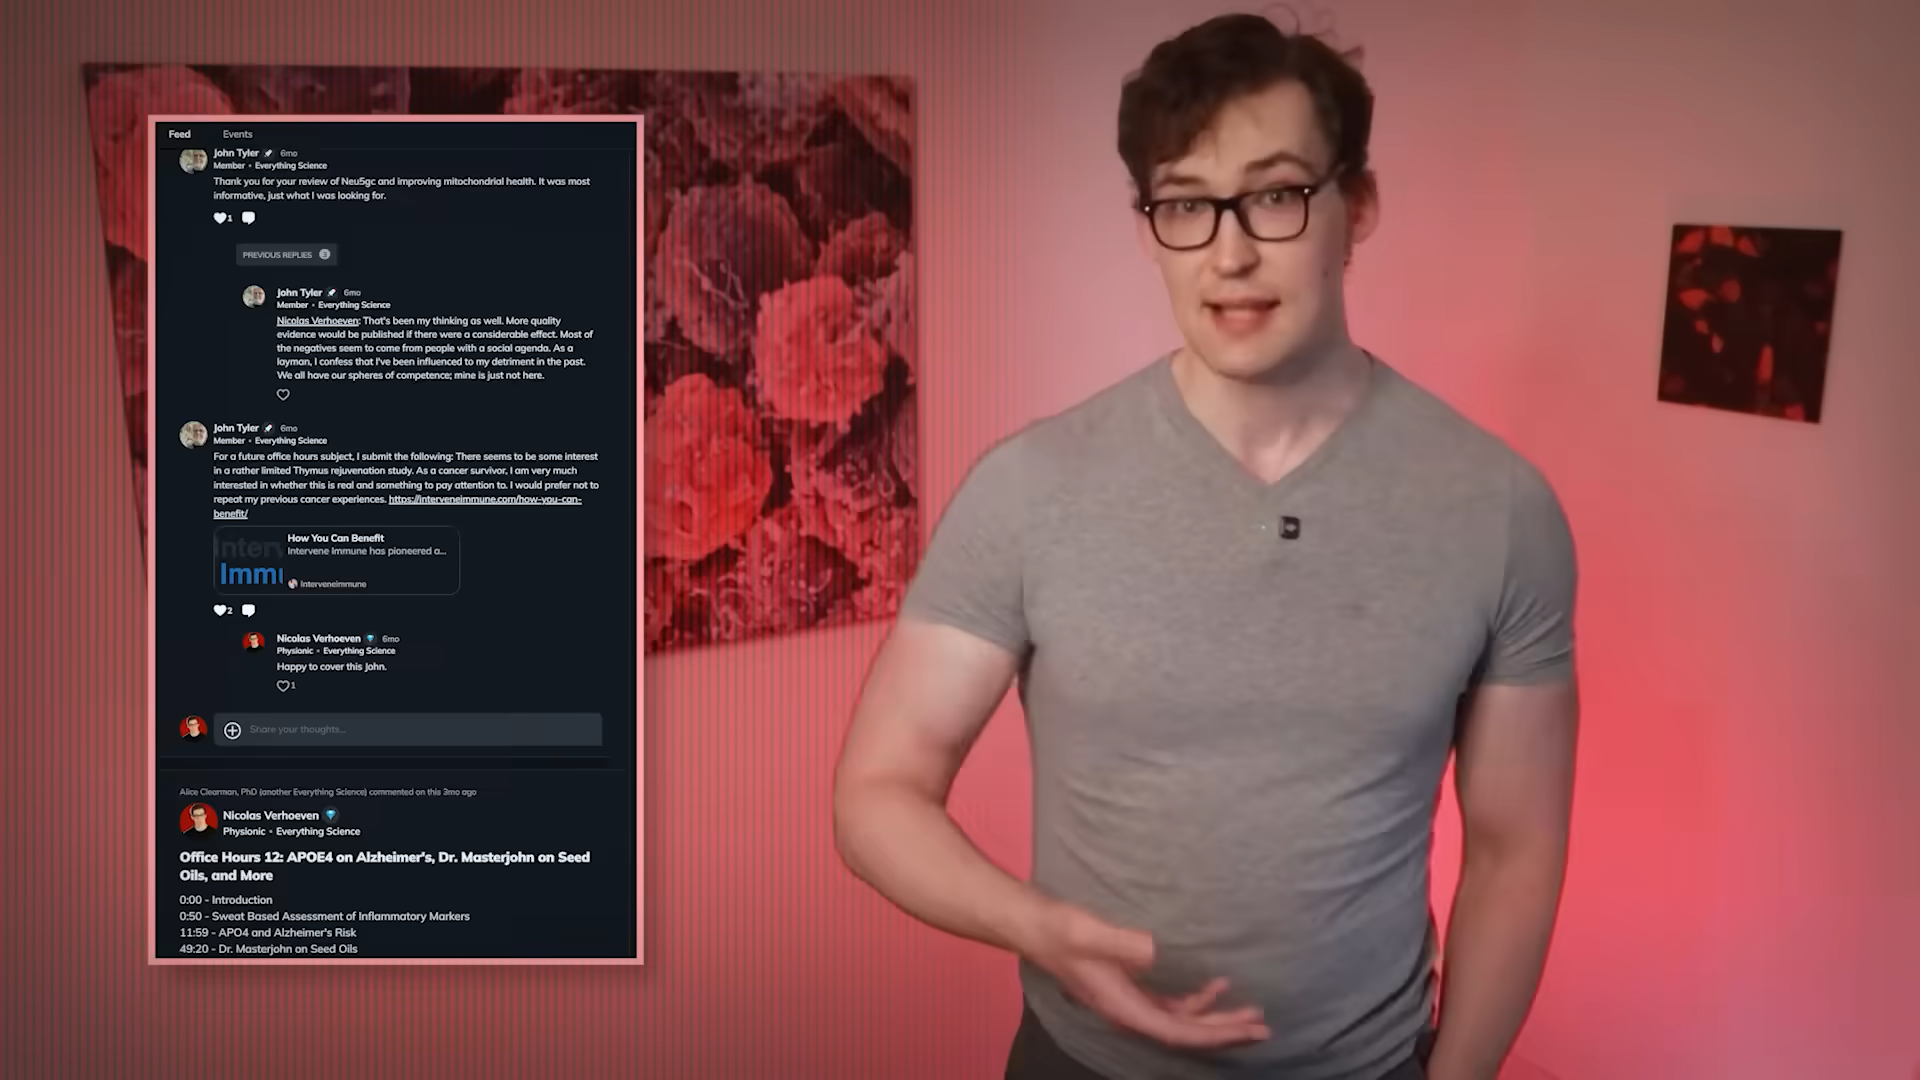 Feed Events
John Tyler 6mo
Member • Everything Science
Thank you for your review of Neu5gc and improving mitochondrial health. It was most
informative, just what I was looking for.
1
PREVIOUS REPLIES 3
John Tyler 6mo
Member • Everything Science
Nicolas Verhoeven: That's been my thinking as well. More quality
evidence would be published if there were a considerable effect. Most of
the negatives seem to come from people with a social agenda. As a
layman, I confess that I've been influenced to my detriment in the past.
We all have our spheres of competence; mine is just not here.
John Tyler 6mo
Member • Everything Science
For a future office hours subject, I submit the following: There seems to be some interest
in a rather limited Thymus rejuvenation study. As a cancer survivor, I am very much
interested in whether this is real and something to pay attention to. I would prefer not to
repeat my previous cancer experiences. https://interveneimmune.com/how-you-can-
benefit/
How You Can Benefit
Intervene Immune has pioneered a...
Interv
Immu
Interveneimmune
2
Nicolas Verhoeven 6mo
Physionic • Everything Science
Happy to cover this John.
1
Share your thoughts...
Alice Clearman, PhD (another Everything Science) commented on this 3mo ago
Nicolas Verhoeven
Physionic • Everything Science
Office Hours 12: APOE4 on Alzheimer's, Dr. Masterjohn on Seed
Oils, and More
0:00 - Introduction
0:50 - Sweat Based Assessment of Inflammatory Markers
11:59 - APO4 and Alzheimer's Risk
49:20 - Dr. Masterjohn on Seed Oils